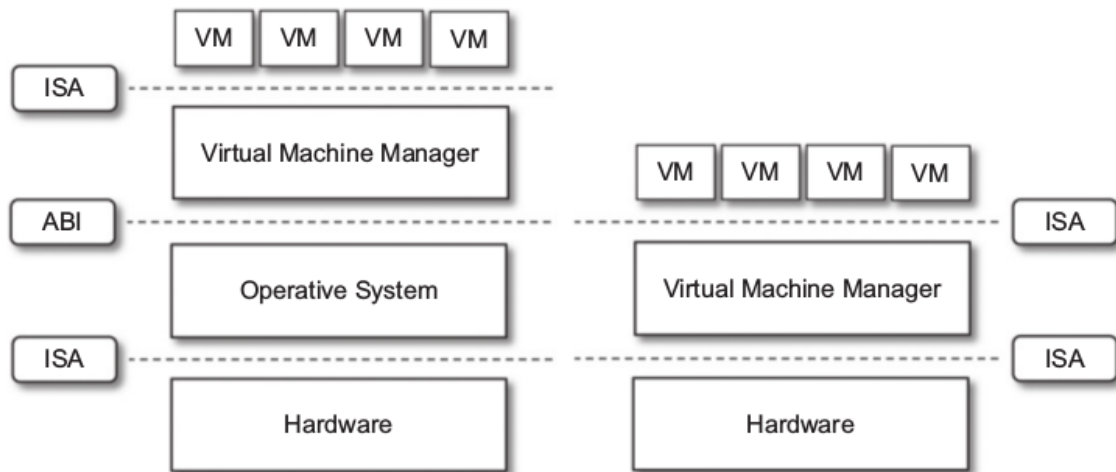 VM VM VM VM
ISA
Virtual Machine Manager
VM VM VM VM
ABI
ISA
Operative System
Virtual Machine Manager
ISA
ISA
Hardware
Hardware